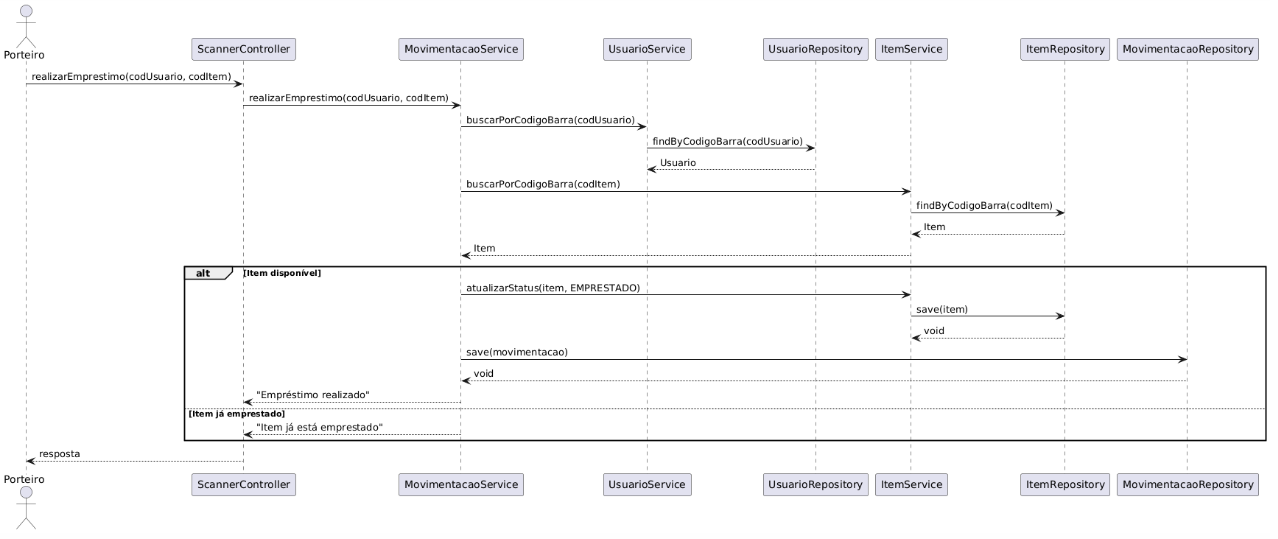 Porteiro
ScannerController
MovimentacaoService
UsuarioService
UsuarioRepository
ItemService
ItemRepository
MovimentacaoRepository
realizarEmprestimo(codUsuario, codItem)
realizarEmprestimo(codUsuario, codItem)
buscarPorCodigoBarra(codUsuario)
findByCodigoBarra(codUsuario)
Usuario
buscarPorCodigoBarra(codItem)
findByCodigoBarra(codItem)
Item
Item
alt
[Item disponível]
atualizarStatus(item, EMPRESTADO)
save(item)
void
save(movimentacao)
void
"Empréstimo realizado"
[Item já emprestado]
"Item já está emprestado"
resposta
Porteiro
ScannerController
MovimentacaoService
UsuarioService
UsuarioRepository
ItemService
ItemRepository
MovimentacaoRepository